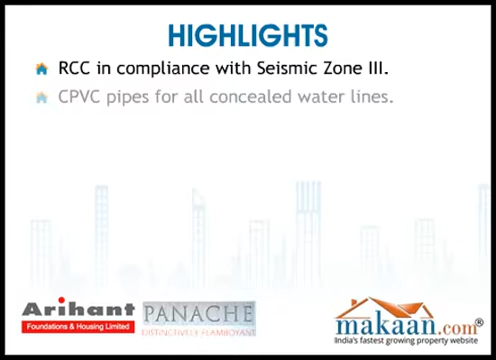 HIGHLIGHTS
RCC in compliance with Seismic Zone III.
CPVC pipes for all concealed water lines.
Arihant
Foundations & Housing Limited
PANACHE
DISTINCTIVELY FLAMBOYANT
makaan.com®
India's fastest growing property website